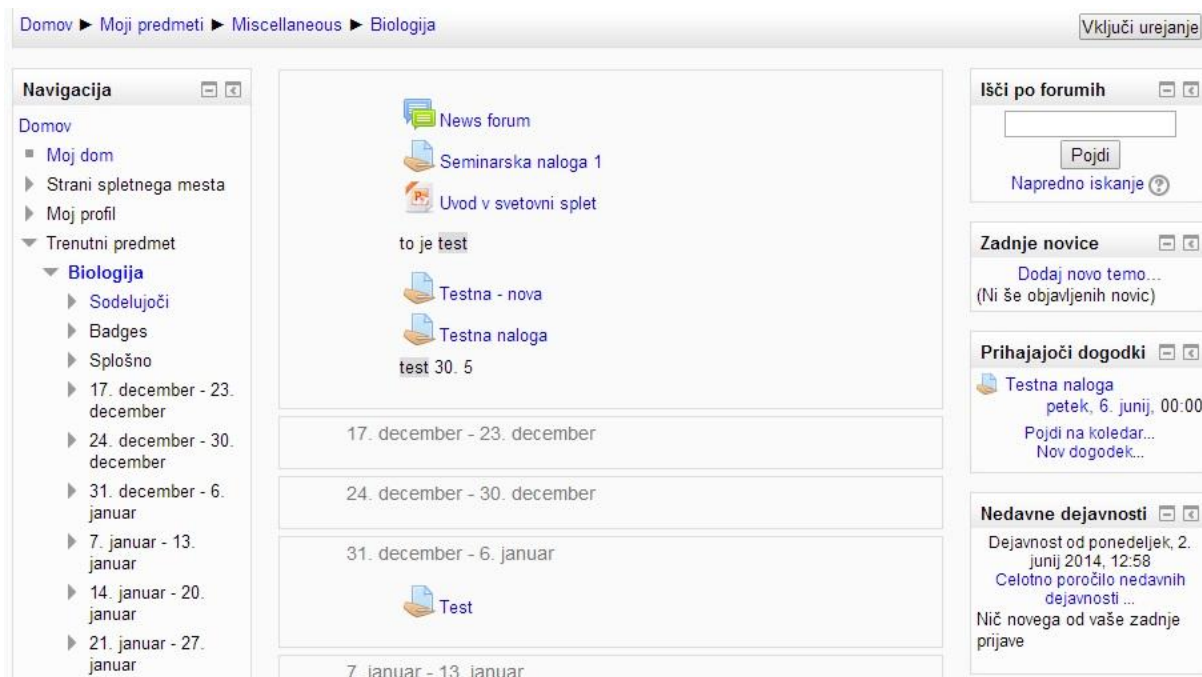 Domov ► Moji predmeti ► Miscellaneous ► Biologija
Vključi urejanje
Navigacija
Domov
Moj dom
Strani spletnega mesta
Moj profil
Trenutni predmet
Biologija
Sodelujoči
Badges
Splošno
17. december - 23.
december
24. december - 30.
december
31. december - 6.
januar
7. januar - 13.
januar
14. januar - 20.
januar
21. januar - 27.
januar
News forum
Seminarska naloga 1
Uvod v svetovni splet
to je test
Testna - nova
Testna naloga
test 30. 5
17. december - 23. december
24. december - 30. december
31. december - 6. januar
Test
7. januar - 13. januar
Išči po forumih
Pojdi
Napredno iskanje ?
Zadnje novice
Dodaj novo temo...
(Ni še objavljenih novic)
Prihajajoči dogodki
Testna naloga
petek, 6. junij, 00:00
Pojdi na koledar...
Nov dogodek...
Nedavne dejavnosti
Dejavnost od ponedeljek, 2.
junij 2014, 12:58
Celotno poročilo nedavnih
dejavnosti ...
Nič novega od vaše zadnje
prijave